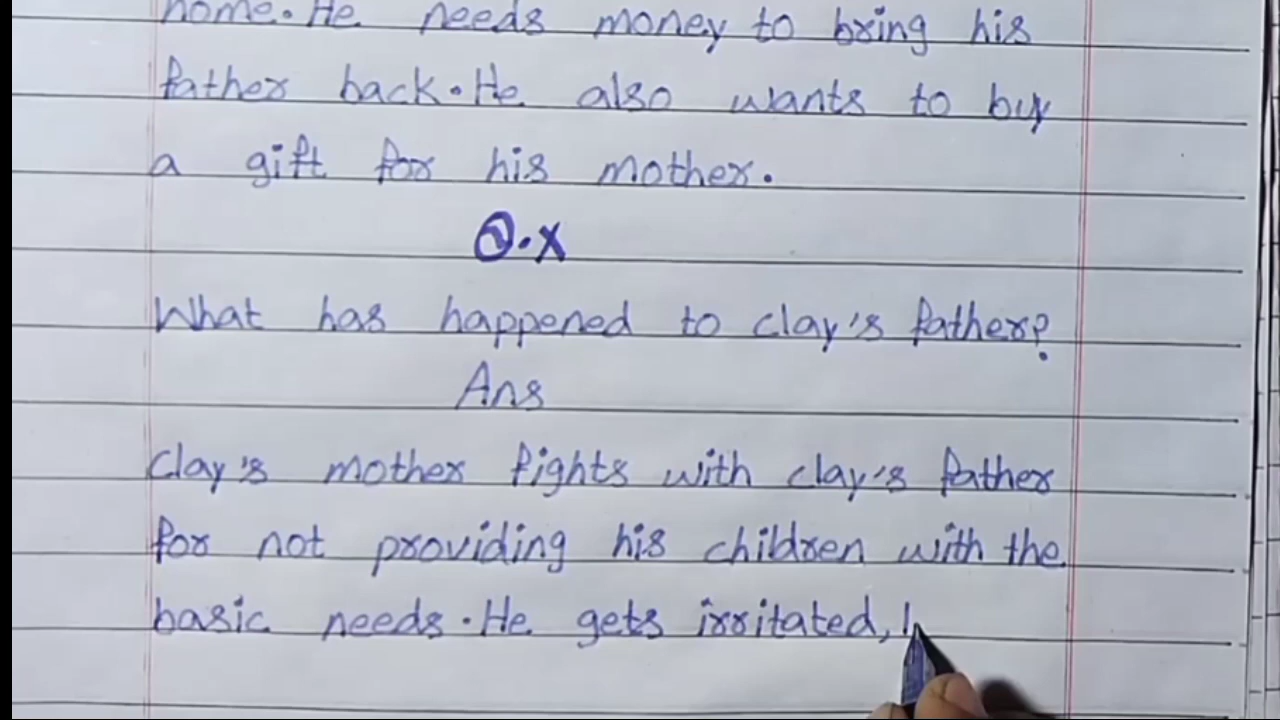 home. He needs money to bring his
father back. He also wants to buy
a gift for his mother.
Q.X
What has happened to clay's father?
Ans
Clay's mother fights with clay's father
for not providing his children with the
basic needs. He gets irritated,